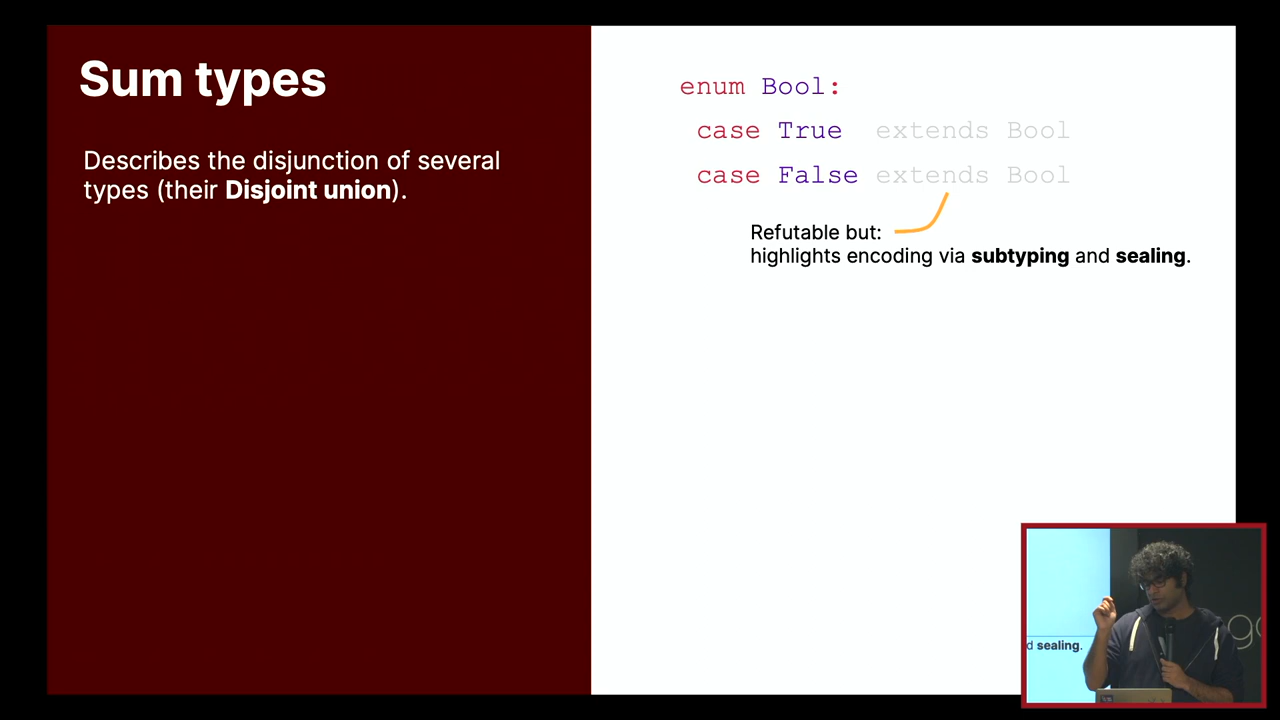 Sum types
Describes the disjunction of several
types (their Disjoint union).
enum Bool:
case True extends Bool
case False extends Bool
Refutable but:
highlights encoding via subtyping and sealing.
d sealing.
go